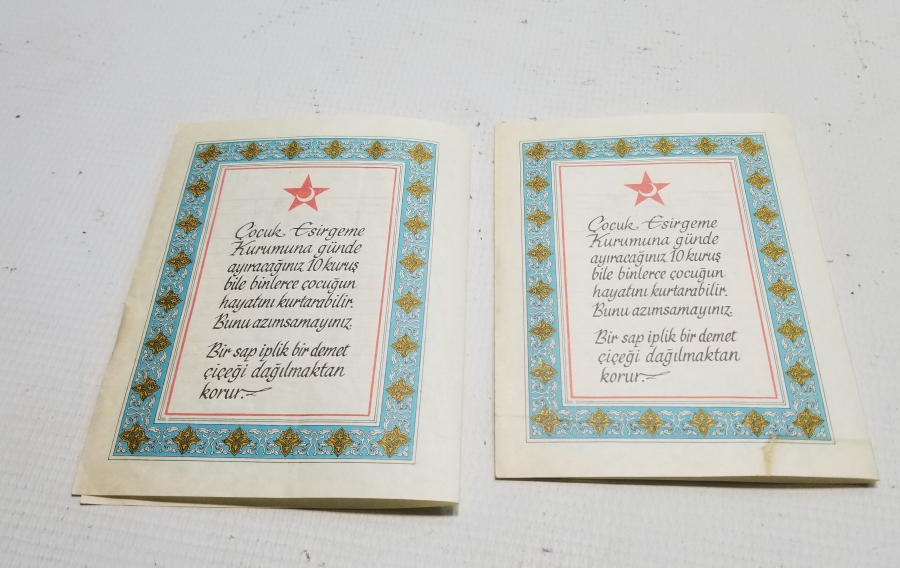 Çocuk Esirgeme
Kurumuna günde
ayıracağınız 10 kuruş
bile binlerce çocuğun
hayatını kurtarabilir.
Bunu azımsamayınız.
Bir sap iplik bir demet
çiçeği dağılmaktan
korur.
Çocuk Esirgeme
Kurumuna günde
ayıracağınız 10 kuruş
bile binlerce çocuğun
hayatını kurtarabilir.
Bunu azımsamayınız.
Bir sap iplik bir demet
çiçeği dağılmaktan
korur.